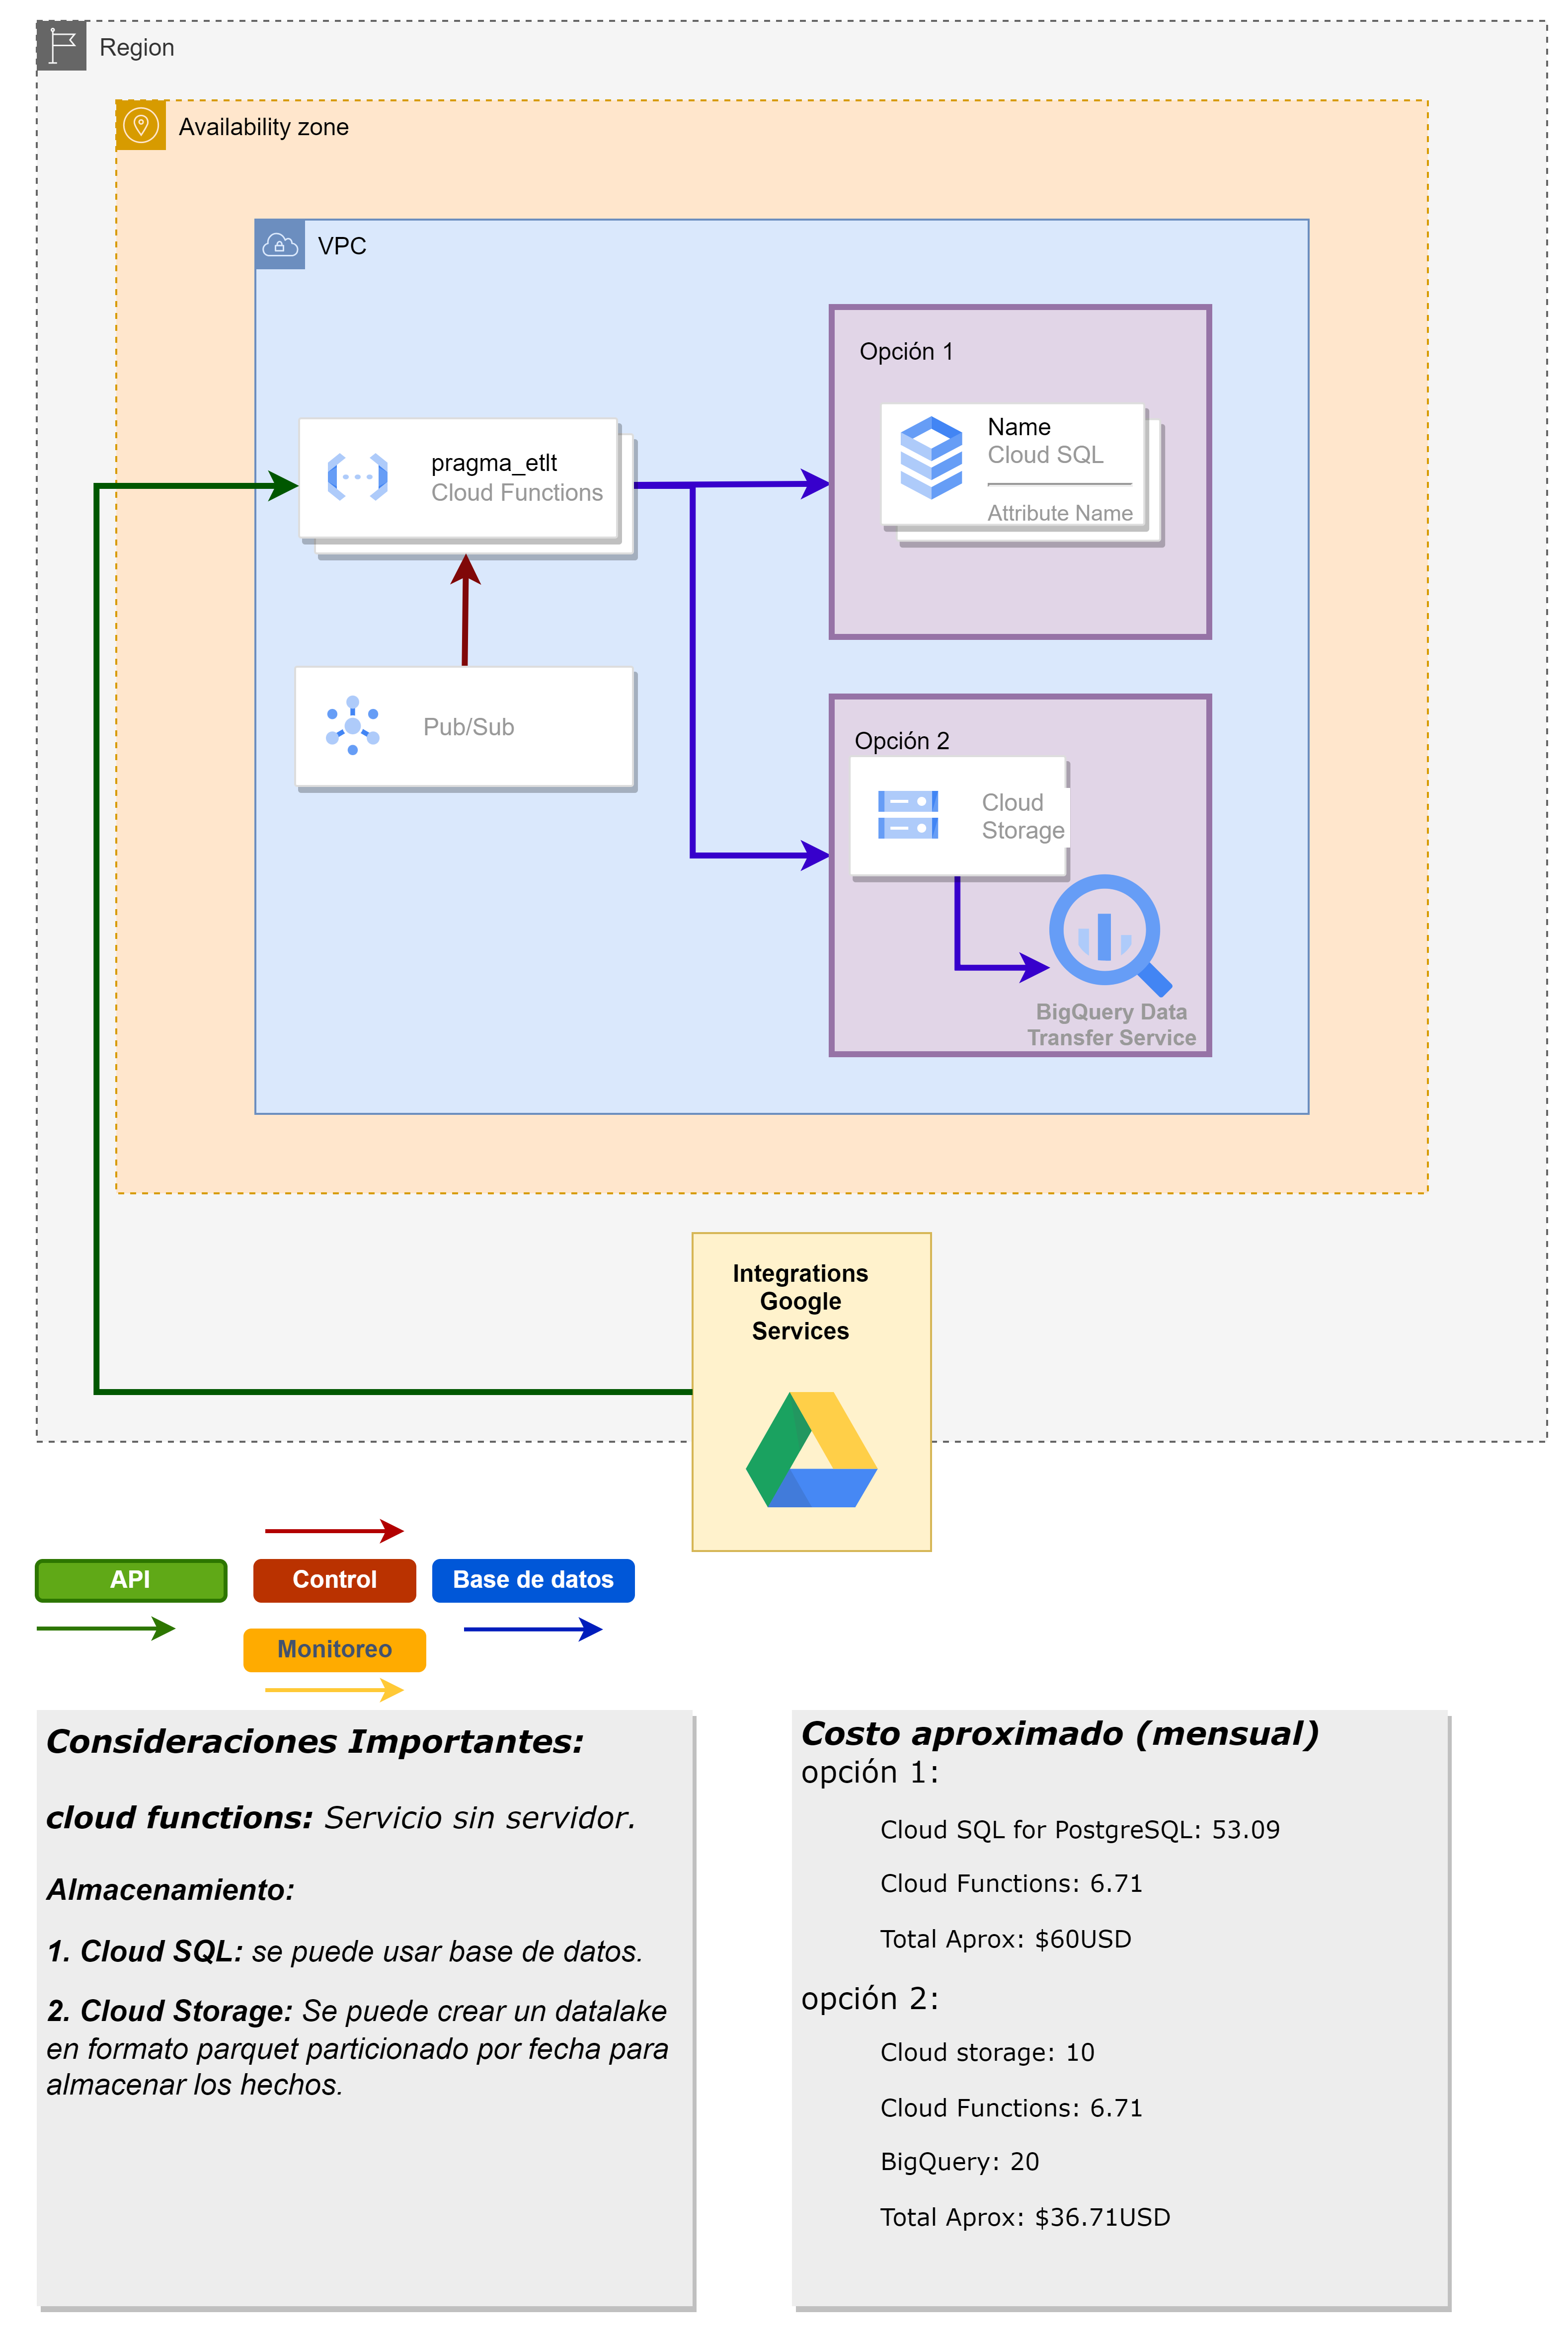 Region
Availability zone
VPC
Opción 1
Name
Cloud SQL
Attribute Name
pragma_etlt
Cloud Functions
Pub/Sub
Opción 2
Cloud
Storage
BigQuery Data
Transfer Service
Integrations
Google
Services
API
Control
Base de datos
Monitoreo
Consideraciones Importantes:
cloud functions: Servicio sin servidor.
Almacenamiento:
1. Cloud SQL: se puede usar base de datos.
2. Cloud Storage: Se puede crear un datalake
en formato parquet particionado por fecha para
almacenar los hechos.
Costo aproximado (mensual)
opción 1:
Cloud SQL for PostgreSQL: 53.09
Cloud Functions: 6.71
Total Aprox: $60USD
opción 2:
Cloud storage: 10
Cloud Functions: 6.71
BigQuery: 20
Total Aprox: $36.71USD